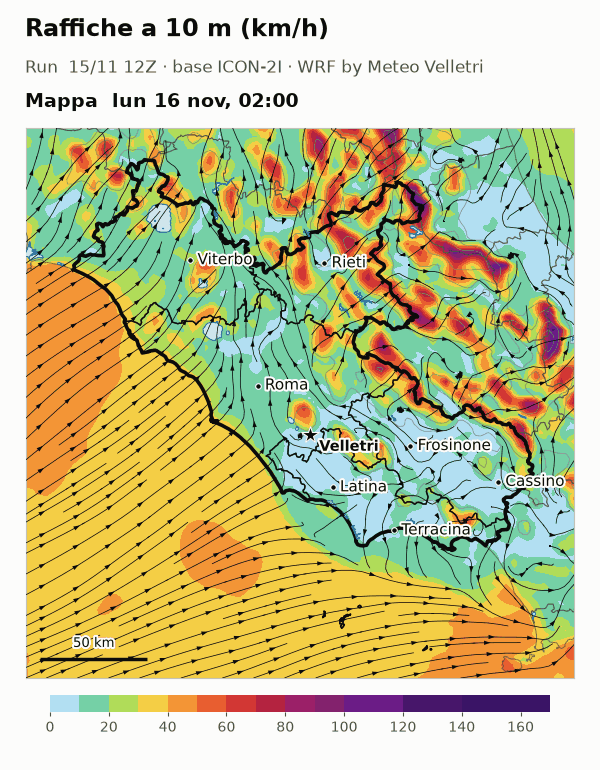 Raffiche a 10 m (km/h)
Run  15/11 12Z · base ICON-2I · WRF by Meteo Velletri
Mappa  lun 16 nov, 02:00
Viterbo
Rieti
Roma
Velletri
Frosinone
Latina
Cassino
Terracina
50 km
0 20 40 60 80 100 120 140 160